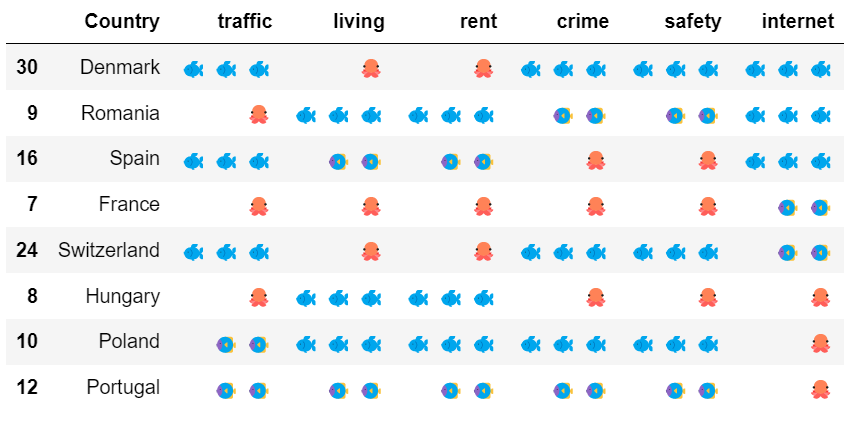 Country traffic living rent crime safety internet
30 Denmark
9 Romania
16 Spain
7 France
24 Switzerland
8 Hungary
10 Poland
12 Portugal